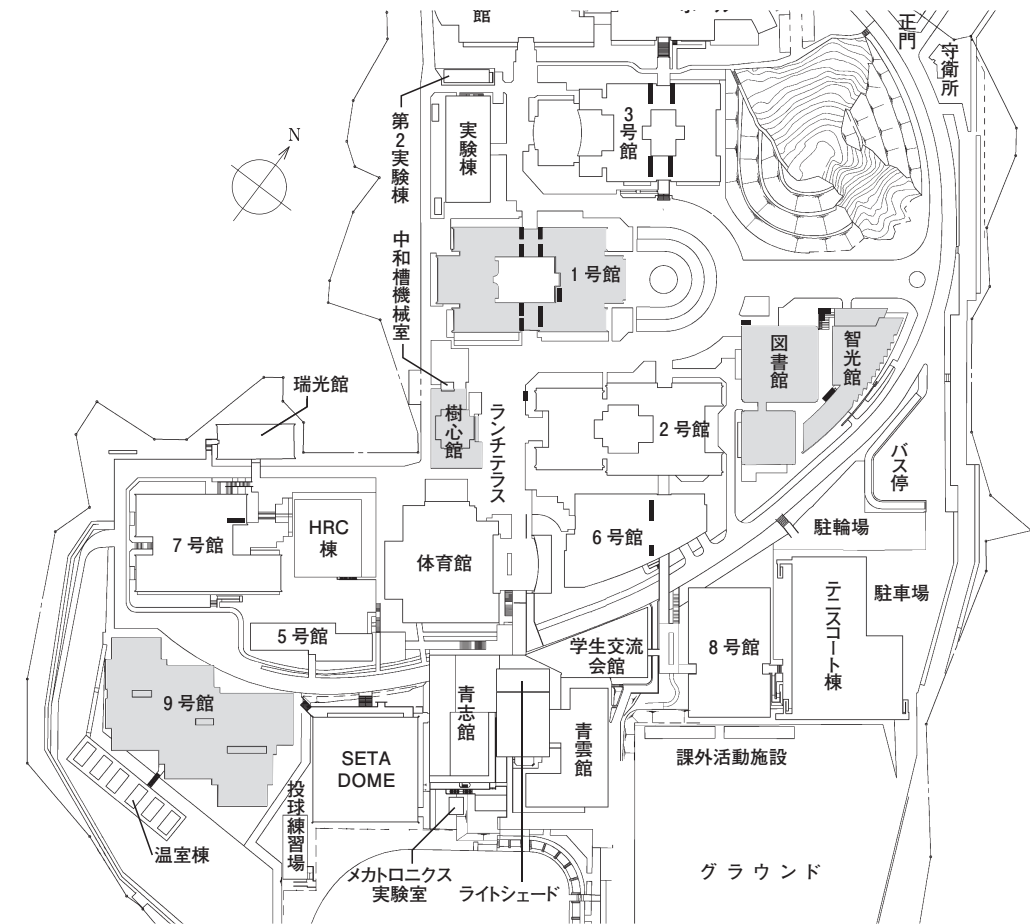 館
正門
守衛所
第2実験棟
実験棟
3号館
N
中和槽機械室
1号館
図書館
智光館
瑞光館
樹心館
ランチテラス
2号館
バス停
7号館
HRC
棟
体育館
6号館
駐輪場
テニスコート棟
駐車場
5号館
学生交流
会館
8号館
9号館
青志館
青雲館
SETA
DOME
課外活動施設
投球練習場
温室棟
メカトロニクス
実験室
ライトシェード
グラウンド